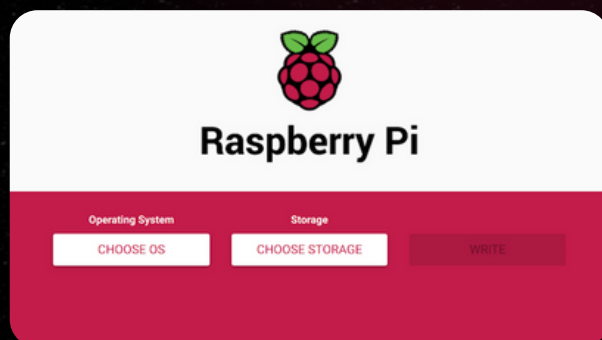 Raspberry Pi
Operating System
Storage
CHOOSE OS
CHOOSE STORAGE
WRITE